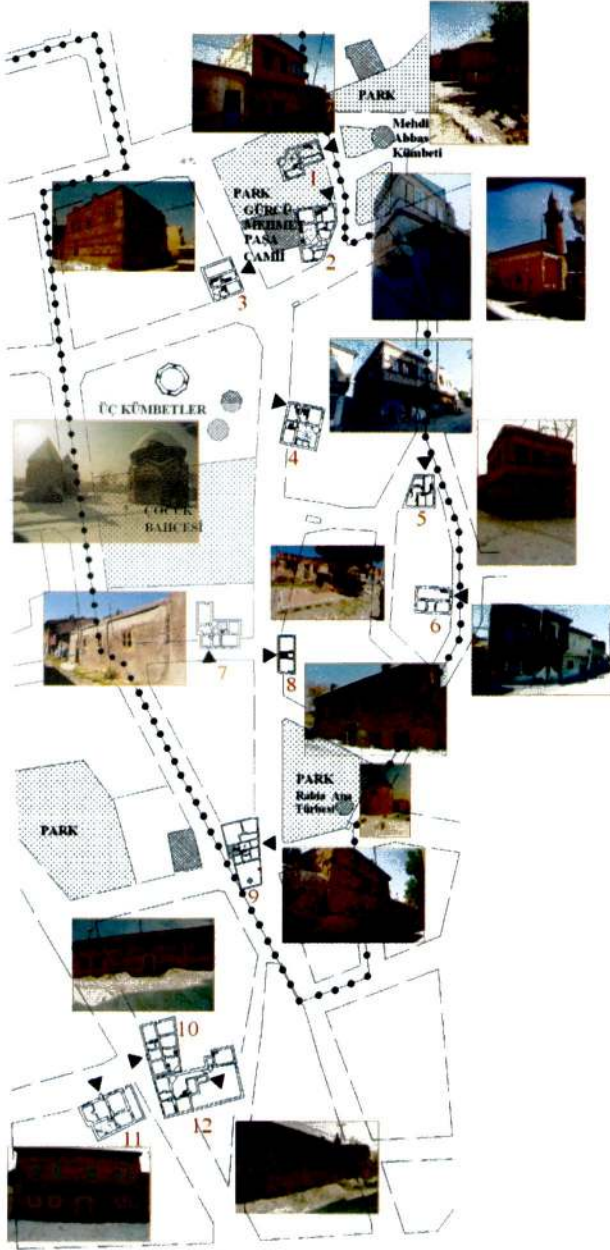 PARK
Mehdi
Abbas
Kümbeti
1
PARK
GÜRCÜ
MEHMET
PAŞA
CAMİİ
2
3
ÜÇ KÜMBETLER
4
ÇOCUK
BAHÇESİ
5
6
7
8
PARK
Rabia Ana
Türbesi
PARK
9
10
11
12